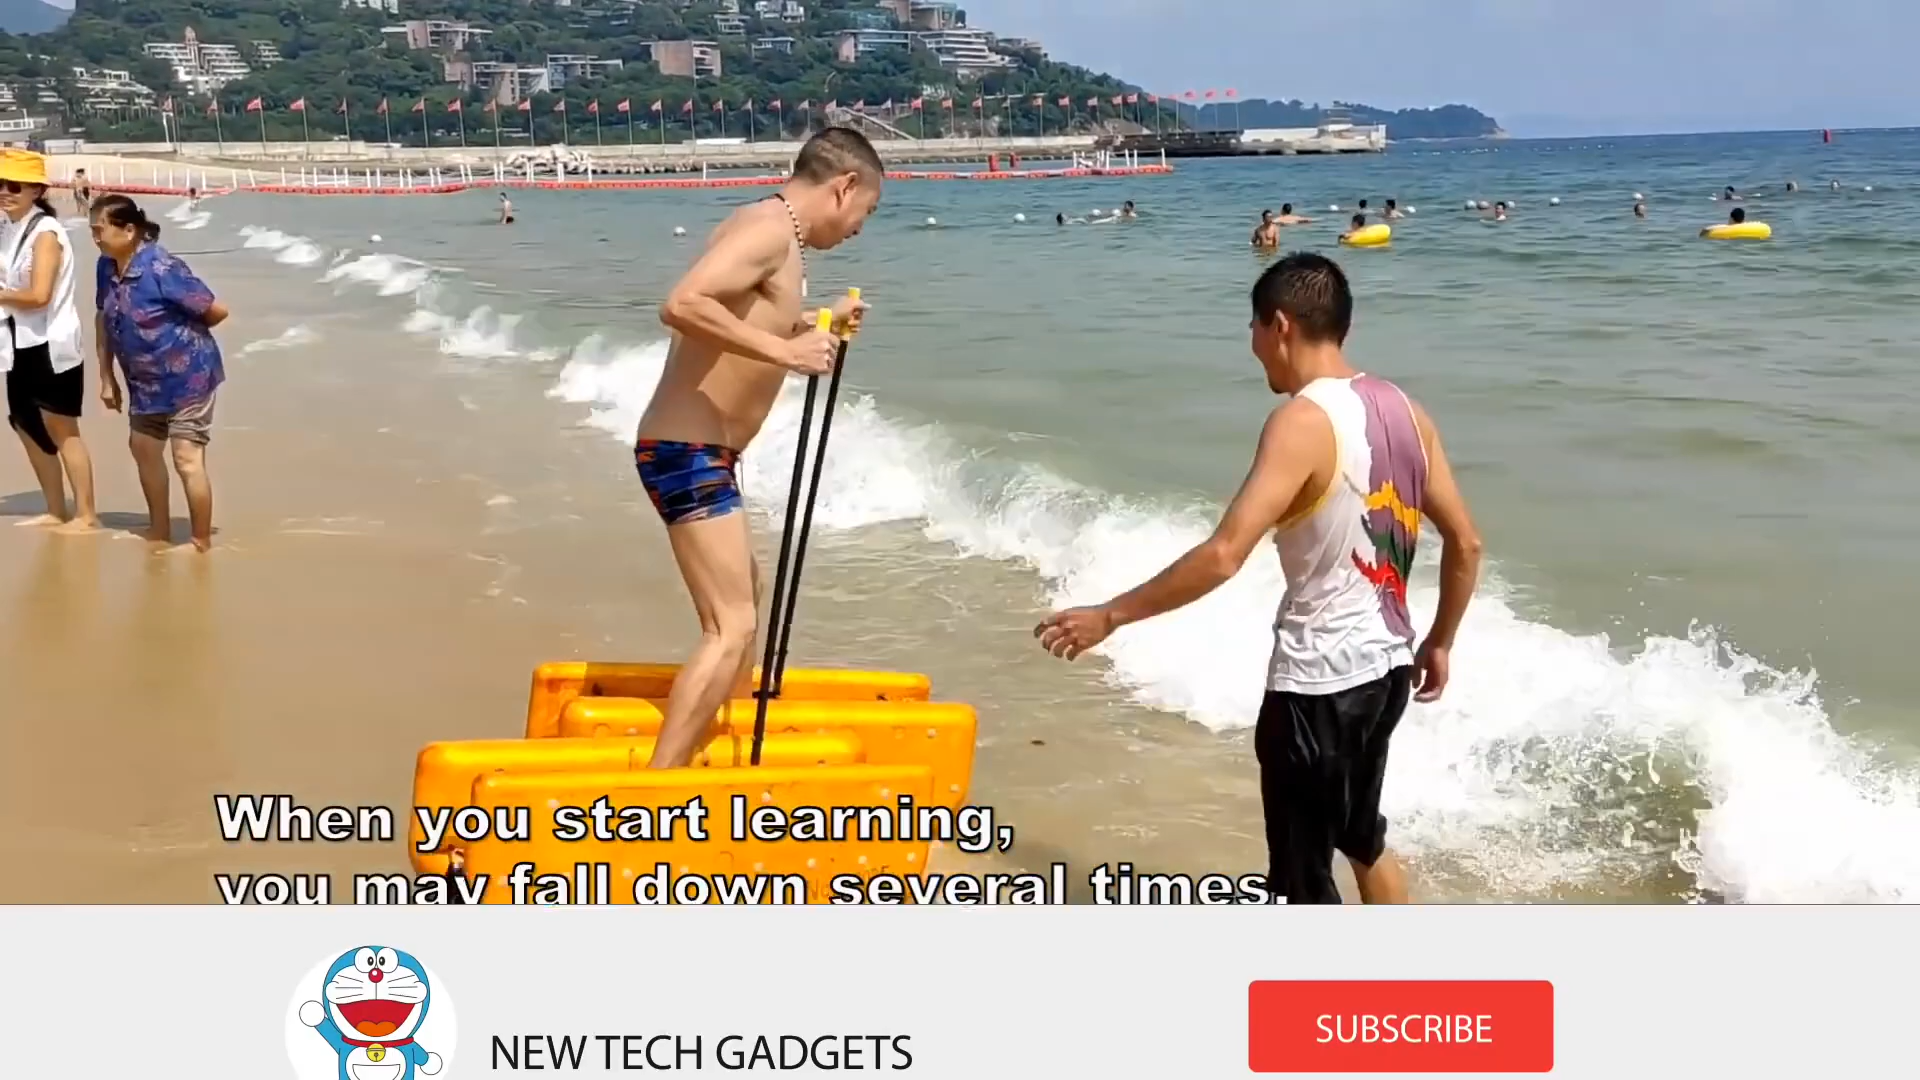 When you start learning,
you may fall down several times.
NEW TECH GADGETS
SUBSCRIBE